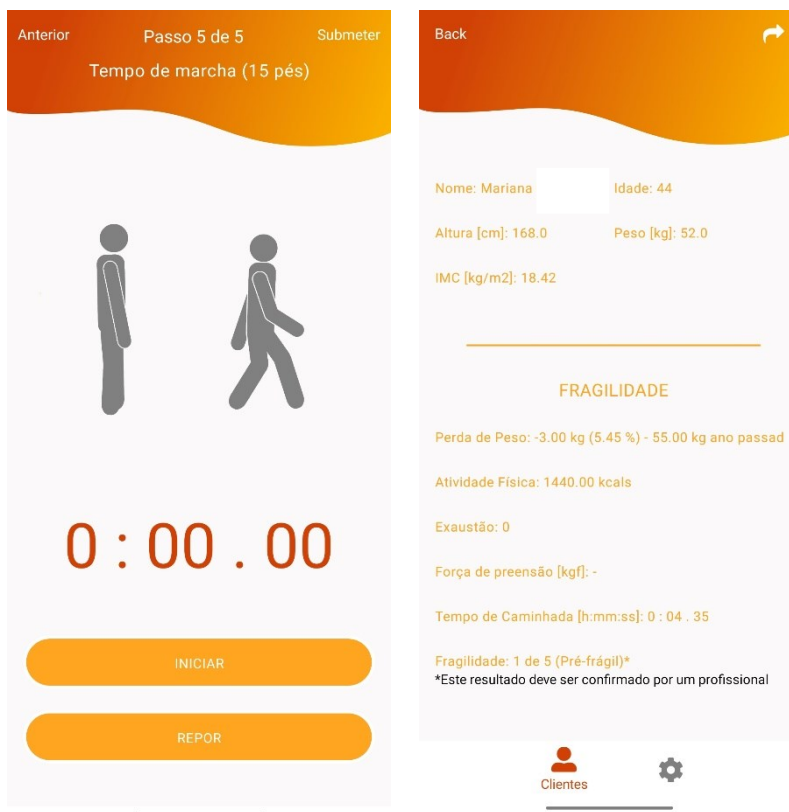 Anterior Passo 5 de 5 Submeter
Tempo de marcha (15 pés)
0 : 00 . 00
INICIAR
REPOR
Back
Nome: Mariana Idade: 44
Altura [cm]: 168.0 Peso [kg]: 52.0
IMC [kg/m2]: 18.42
FRAGILIDADE
Perda de Peso: -3.00 kg (5.45 %) - 55.00 kg ano passad
Atividade Física: 1440.00 kcals
Exaustão: 0
Força de preensão [kgf]: -
Tempo de Caminhada [h:mm:ss]: 0 : 04 . 35
Fragilidade: 1 de 5 (Pré-frágil)*
*Este resultado deve ser confirmado por um profissional
Clientes